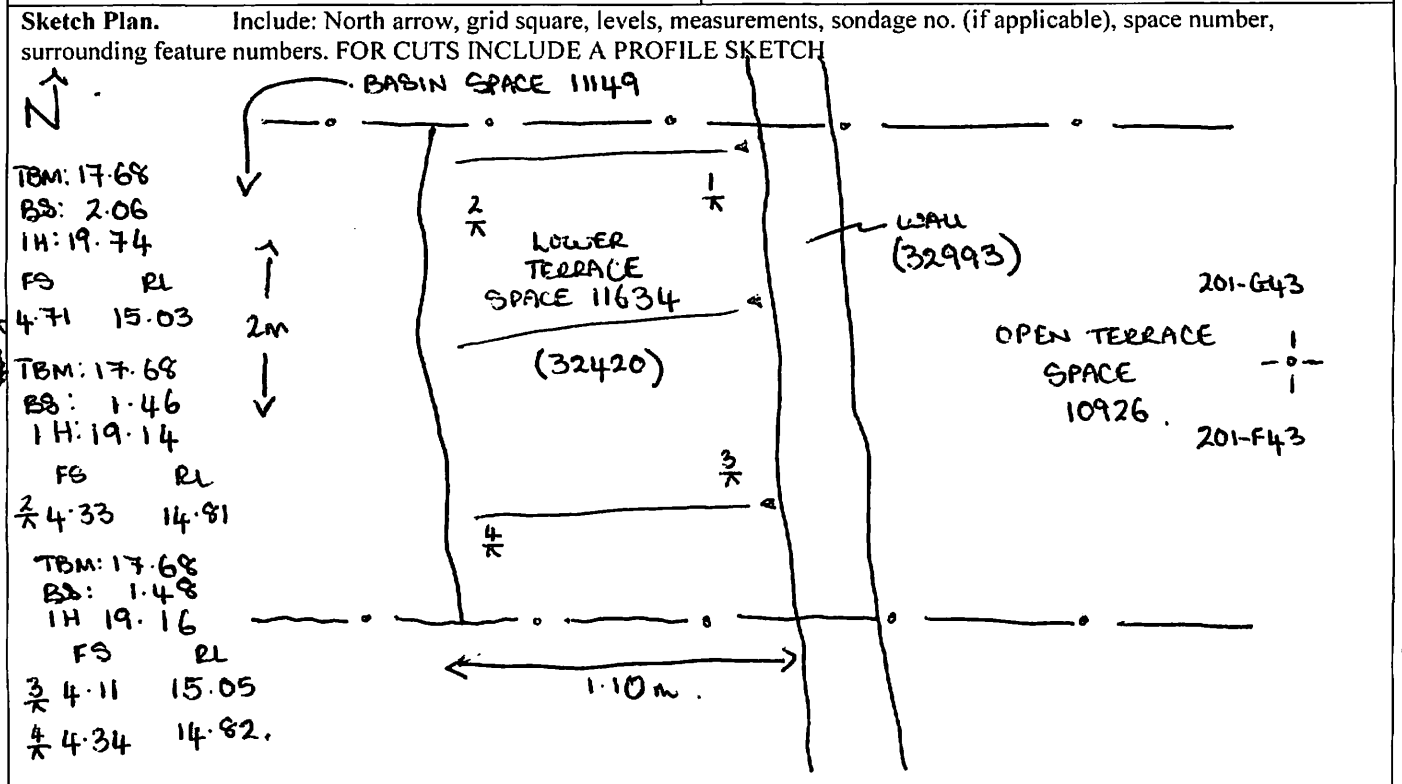 Sketch Plan. Include: North arrow, grid square, levels, measurements, sondage no. (if applicable), space number,
surrounding feature numbers. FOR CUTS INCLUDE A PROFILE SKETCH
N
BASIN SPACE 11149
TBM: 17.68
BS: 2.06
IH: 19.74
FS RL
4.71 15.03
2m
TBM: 17.68
BS: 1.46
IH: 19.14
FS RL
2 4.33 14.81
TBM: 17.68
BS: 1.48
IH 19.16
FS RL
3 4.11 15.05
4 4.34 14.82.
2
1
LOWER
TERRACE
SPACE 11634
(32420)
3
4
1.10m.
WALL
(32993)
OPEN TERRACE
SPACE
10926.
201-G43
201-F43